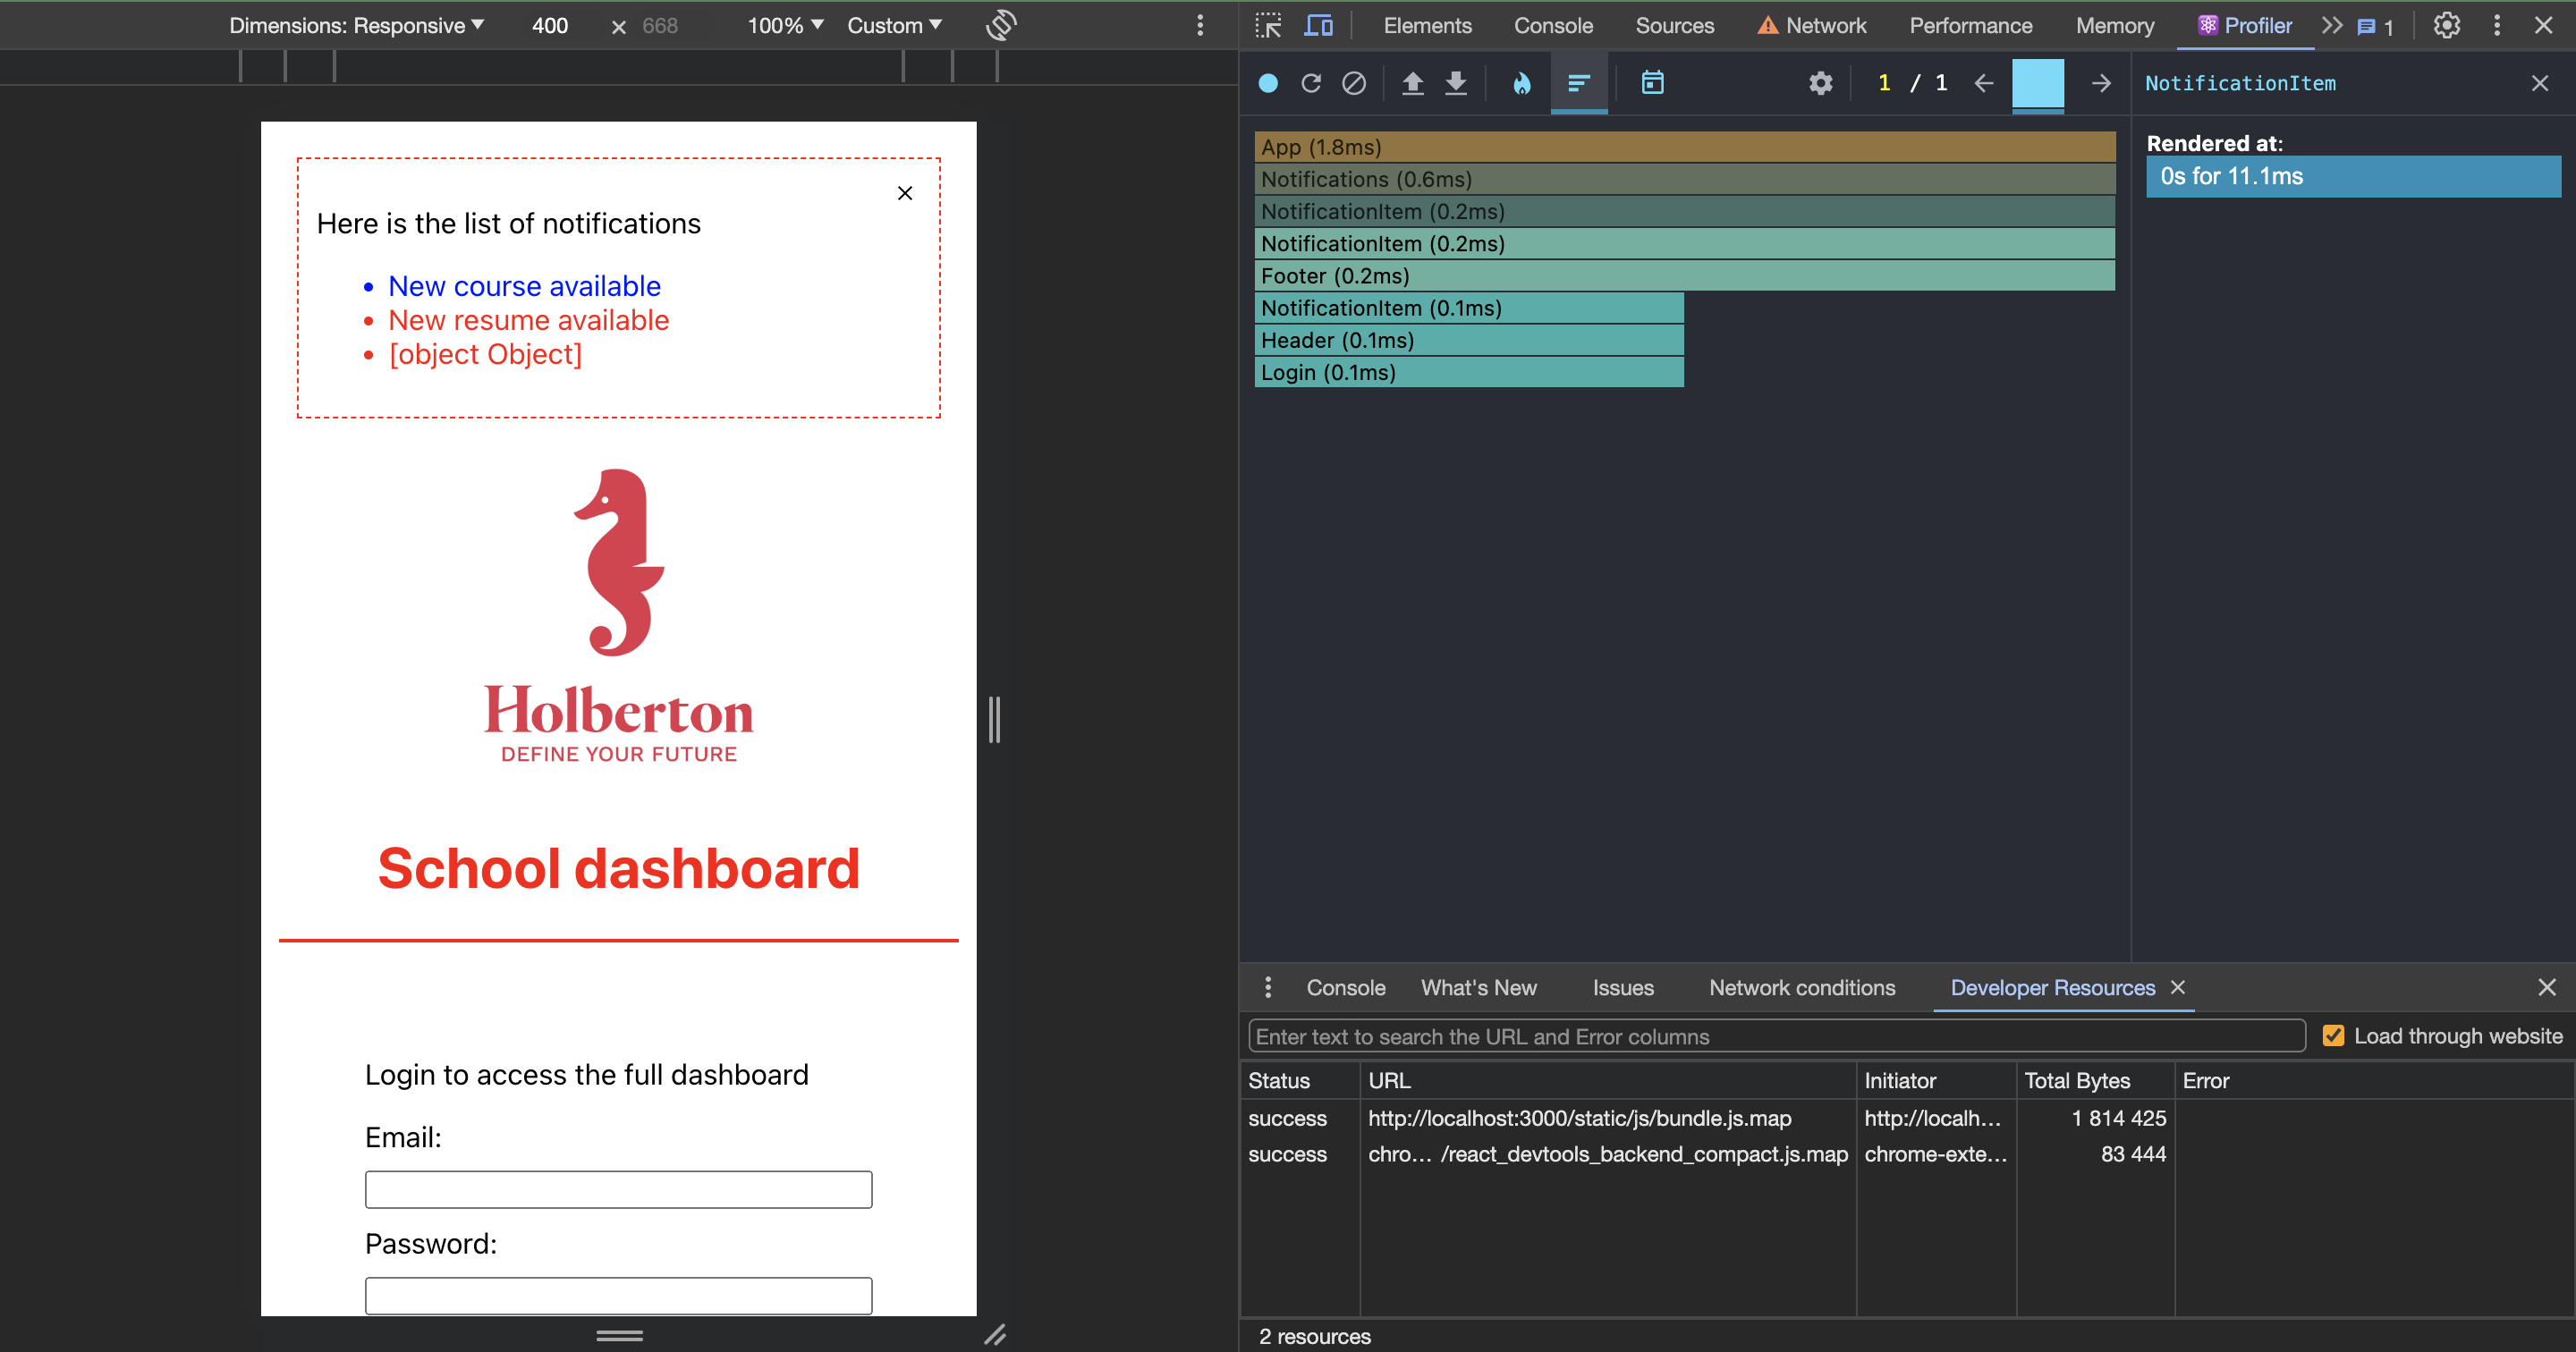 Dimensions: Responsive 400 × 668 100% Custom
Elements Console Sources Network Performance Memory Profiler 1
1 / 1
NotificationItem
Rendered at:
0s for 11.1ms
App (1.8ms)
Notifications (0.6ms)
NotificationItem (0.2ms)
NotificationItem (0.2ms)
Footer (0.2ms)
NotificationItem (0.1ms)
Header (0.1ms)
Login (0.1ms)
Here is the list of notifications
New course available
New resume available
[object Object]
Holberton
DEFINE YOUR FUTURE
School dashboard
Login to access the full dashboard
Email:
Password:
Console What's New Issues Network conditions Developer Resources
Enter text to search the URL and Error columns Load through website
Status URL Initiator Total Bytes Error
success http://localhost:3000/static/js/bundle.js.map http://localh… 1 814 425
success chro… /react_devtools_backend_compact.js.map chrome-exte… 83 444
2 resources